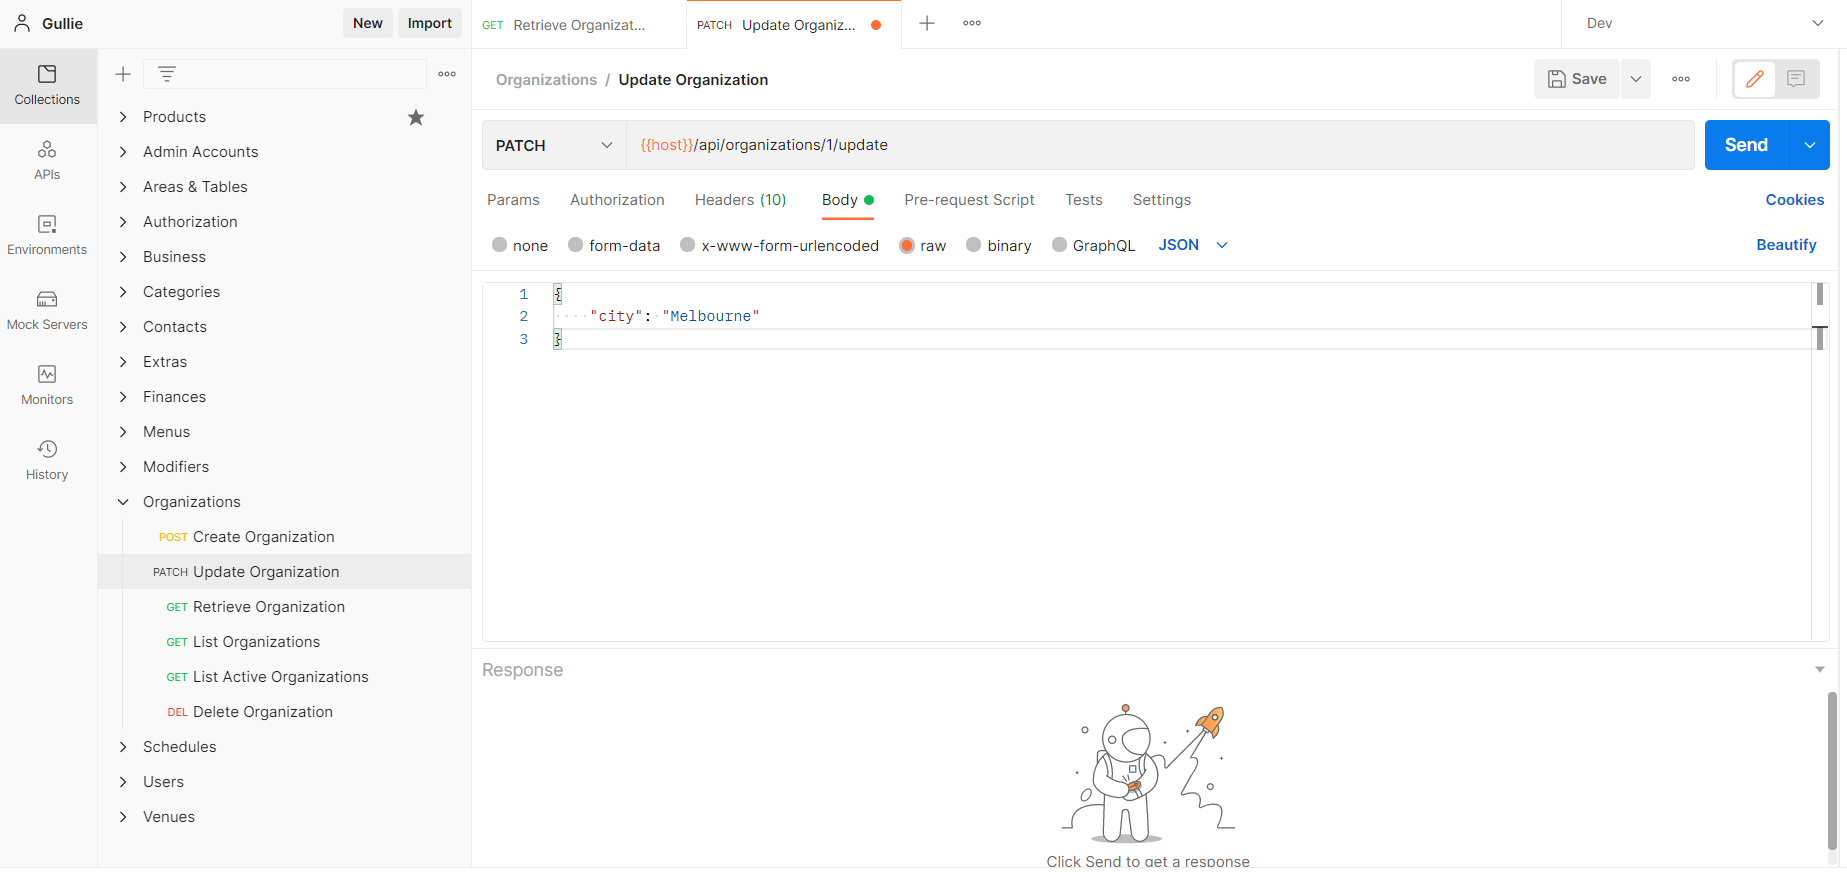 Gullie
New
Import
GET Retrieve Organizat...
PATCH Update Organiz...
Dev
Collections
APIs
Environments
Mock Servers
Monitors
History
Products
Admin Accounts
Areas & Tables
Authorization
Business
Categories
Contacts
Extras
Finances
Menus
Modifiers
Organizations
POST Create Organization
PATCH Update Organization
GET Retrieve Organization
GET List Organizations
GET List Active Organizations
DEL Delete Organization
Schedules
Users
Venues
Organizations / Update Organization
Save
PATCH
{{host}}/api/organizations/1/update
Send
Params Authorization Headers (10) Body Pre-request Script Tests Settings
Cookies
none form-data x-www-form-urlencoded raw binary GraphQL JSON
Beautify
1 {
2 "city": "Melbourne"
3 }
Response
Click Send to get a response